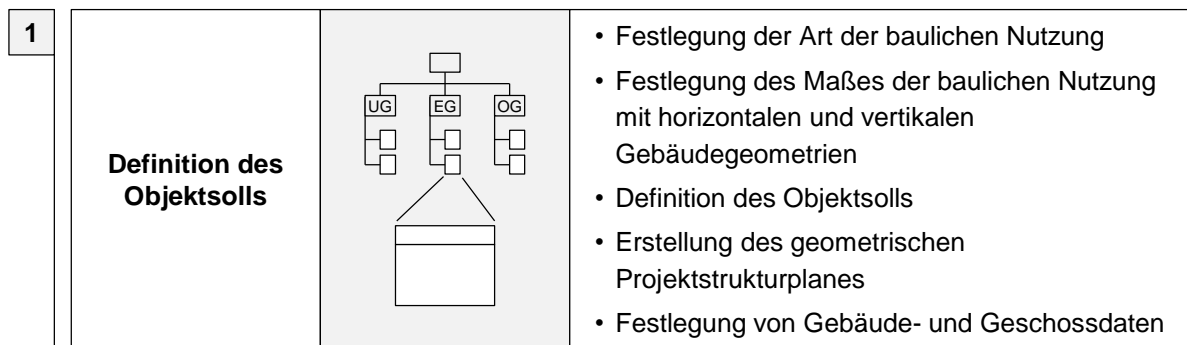 1
Definition des
Objektsolls
UG
EG
OG
• Festlegung der Art der baulichen Nutzung
• Festlegung des Maßes der baulichen Nutzung
mit horizontalen und vertikalen
Gebäudegeometrien
• Definition des Objektsolls
• Erstellung des geometrischen
Projektstrukturplanes
• Festlegung von Gebäude- und Geschossdaten